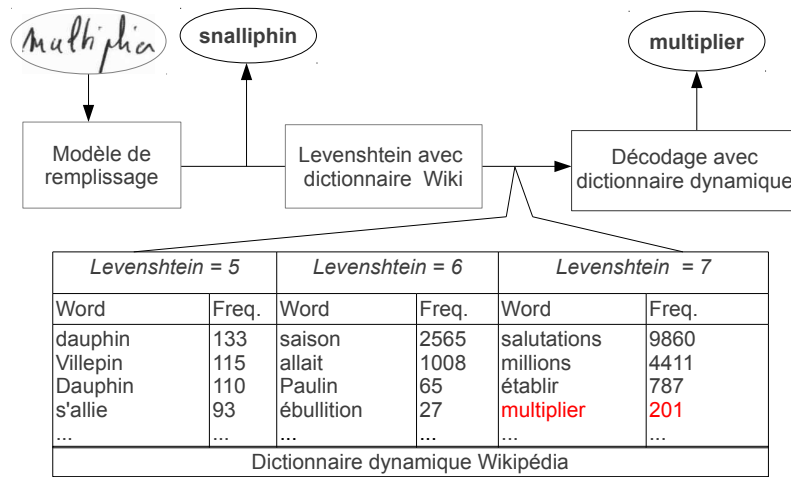 multiplier
snalliphin
multiplier
Modèle de
remplissage
Levenshtein avec
dictionnaire Wiki
Décodage avec
dictionnaire dynamique
Levenshtein = 5 Levenshtein = 6 Levenshtein = 7
Word Freq. Word Freq. Word Freq.
dauphin 133 saison 2565 salutations 9860
Villepin 115 allait 1008 millions 4411
Dauphin 110 Paulin 65 établir 787
s'allie 93 ébullition 27 multiplier 201
... ... ... ... ... ...
Dictionnaire dynamique Wikipédia